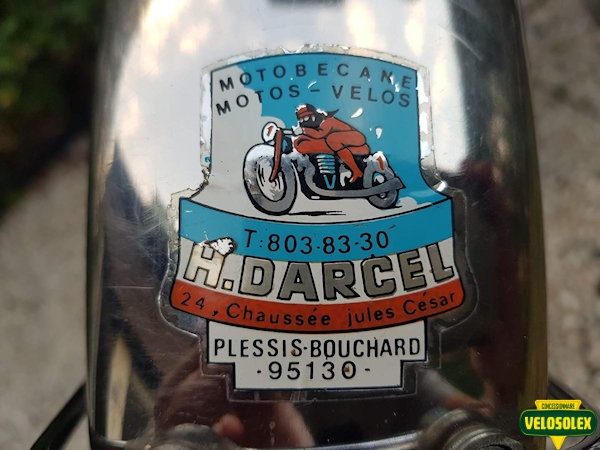 MOTOBECANE
MOTOS-VELOS
T:803-83-30
H.DARCEL
24, Chaussée jules César
PLESSIS-BOUCHARD
-95130-
CONCESSIONNAIRE
VELOSOLEX